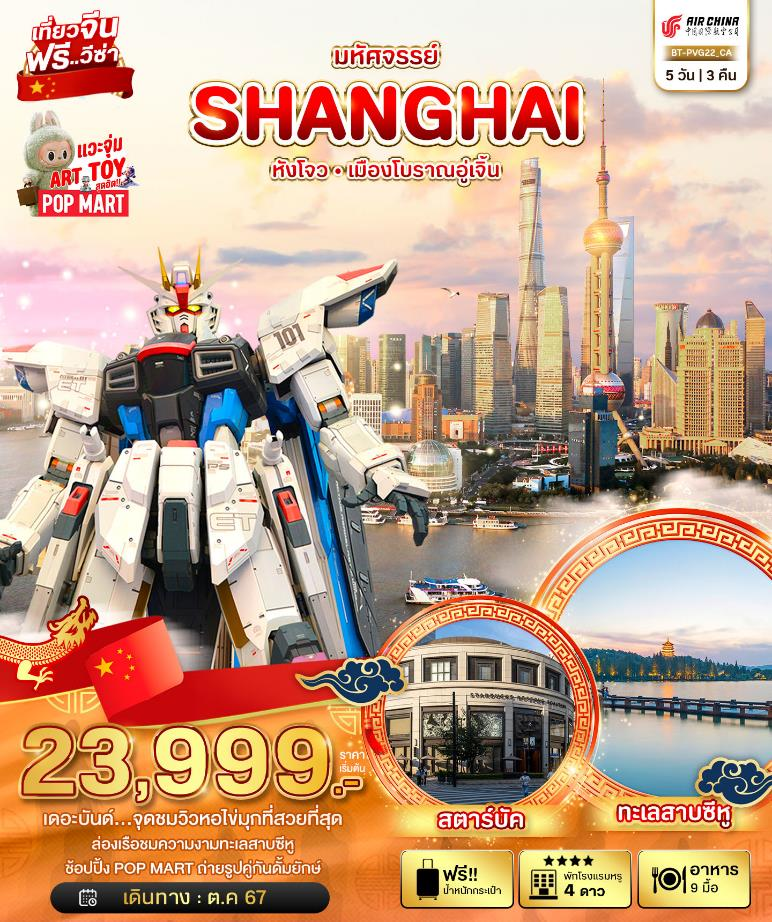 เที่ยวจีน
ฟรี..วีซ่า
AIR CHINA
中国国际航空公司
BT-PVG22_CA
5 วัน | 3 คืน
มหัศจรรย์
SHANGHAI
หังโจว • เมืองโบราณอู่เจิ้น
แวะจุ่ม
ART TOY
สุดฮิต!!
POP MART
101
ET
ET
STARBUCKS RESERVE ROASTERY
23,999.-
ราคา
เริ่มต้น
เดอะบันด์...จุดชมวิวหอไข่มุกที่สวยที่สุด
ล่องเรือชมความงามทะเลสาบซีหู
ช้อปปิ้ง POP MART ถ่ายรูปคู่กันดั้มยักษ์
เดินทาง : ต.ค 67
สตาร์บัค
ทะเลสาบซีหู
ฟรี!!
น้ำหนักกระเป๋า
พักโรงแรมหรู
4 ดาว
อาหาร
9 มื้อ